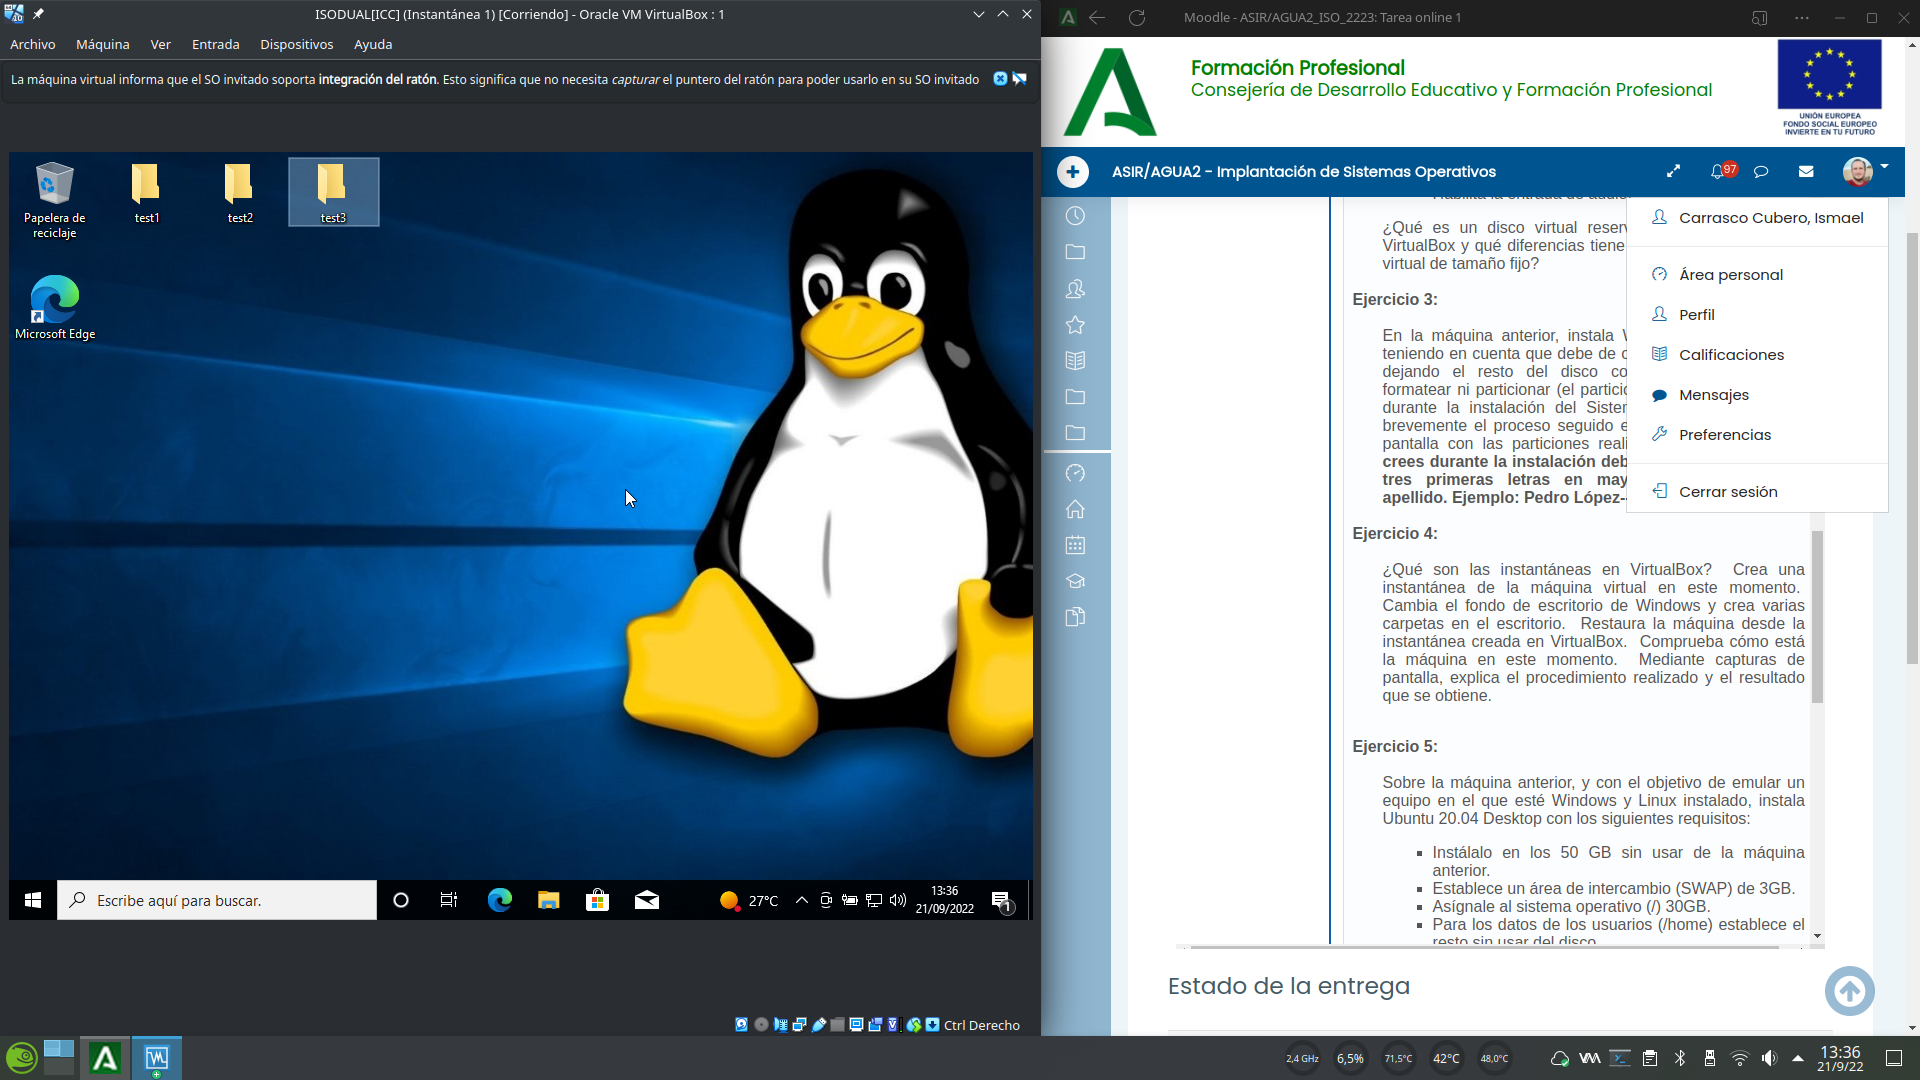 ISODUAL[ICC] (Instantánea 1) [Corriendo] - Oracle VM VirtualBox : 1
Archivo Máquina Ver Entrada Dispositivos Ayuda
La máquina virtual informa que el SO invitado soporta integración del ratón. Esto significa que no necesita capturar el puntero del ratón para poder usarlo en su SO invitado
Papelera de
reciclaje
test1
test2
test3
Microsoft Edge
Escribe aquí para buscar.
27°C
13:36
21/09/2022
1
Ctrl Derecho
Moodle - ASIR/AGUA2_ISO_2223: Tarea online 1
Formación Profesional
Consejería de Desarrollo Educativo y Formación Profesional
UNIÓN EUROPEA
FONDO SOCIAL EUROPEO
INVIERTE EN TU FUTURO
ASIR/AGUA2 - Implantación de Sistemas Operativos
97
Carrasco Cubero, Ismael
Área personal
Perfil
Calificaciones
Mensajes
Preferencias
Cerrar sesión
¿Qué es un disco virtual reserv
VirtualBox y qué diferencias tiene
virtual de tamaño fijo?
Ejercicio 3:
En la máquina anterior, instala
teniendo en cuenta que debe de
dejando el resto del disco co
formatear ni particionar (el particio
durante la instalación del Sister
brevemente el proceso seguido e
pantalla con las particiones reali
crees durante la instalación deb
tres primeras letras en may
apellido. Ejemplo: Pedro López-
Ejercicio 4:
¿Qué son las instantáneas en VirtualBox? Crea una
instantánea de la máquina virtual en este momento.
Cambia el fondo de escritorio de Windows y crea varias
carpetas en el escritorio. Restaura la máquina desde la
instantánea creada en VirtualBox. Comprueba cómo está
la máquina en este momento. Mediante capturas de
pantalla, explica el procedimiento realizado y el resultado
que se obtiene.
Ejercicio 5:
Sobre la máquina anterior, y con el objetivo de emular un
equipo en el que esté Windows y Linux instalado, instala
Ubuntu 20.04 Desktop con los siguientes requisitos:
Instálalo en los 50 GB sin usar de la máquina
anterior.
Establece un área de intercambio (SWAP) de 3GB.
Asígnale al sistema operativo (/) 30GB.
Para los datos de los usuarios (/home) establece el
resto sin usar del disco
Estado de la entrega
2,4 GHz
6,5%
71,5°C
42°C
48,0°C
13:36
21/9/22